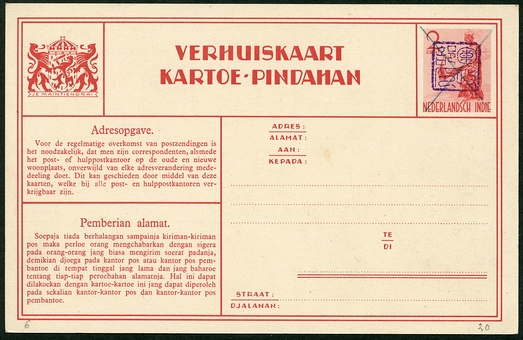 VERHUISKAART
KARTOE-PINDAHAN
JE MAINTIENDRAI
2
NEDERLANDSCH INDIE
Adresopgave.
Voor de regelmatige overkomst van postzendingen is
het noodzakelijk, dat men zijn correspondenten, alsmede
het post- of hulppostkantoor op de oude en nieuwe
woonplaats, onverwijld van elke adresverandering mede-
deeling doet. Dit kan geschieden door middel van deze
kaarten, welke bij alle post- en hulppostkantoren ver-
krijgbaar zijn.
Pemberian alamat.
Soepaja tiada berhalangan sampainja kiriman-kiriman
pos maka perloe orang mengchabarkan dengan sigera
pada orang-orang jang biasa mengirim soerat padanja,
demikian djoega pada kantor pos atau kantor pos pem-
bantoe di tempat tinggal jang lama dan jang baharoe
tentang tiap-tiap perobahan alamatnja. Hal ini dapat
dilakoekan dengan kartoe-kartoe ini jang dapat diperoleh
pada sekalian kantor-kantor pos dan kantor-kantor pos
pembantoe.
ADRES:
ALAMAT:
AAN:
KEPADA:
TE
DI
STRAAT:
DJALANAN:
6
20